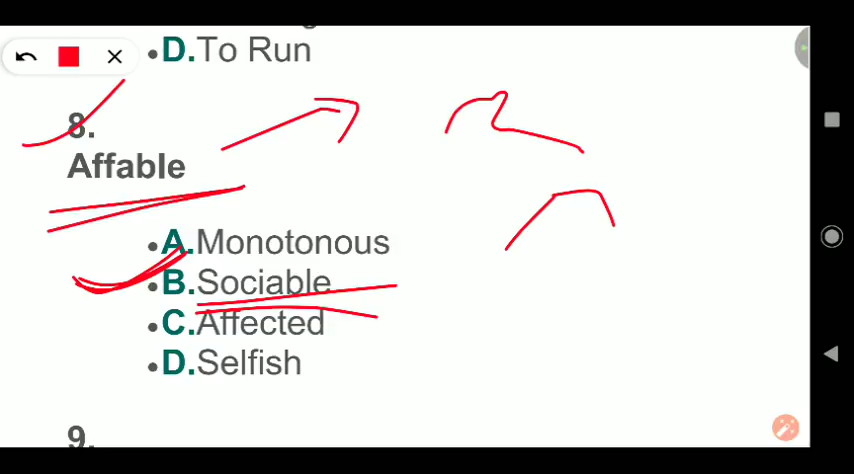 D. To Run
8.
Affable
A. Monotonous
B. Sociable
C. Affected
D. Selfish
9.